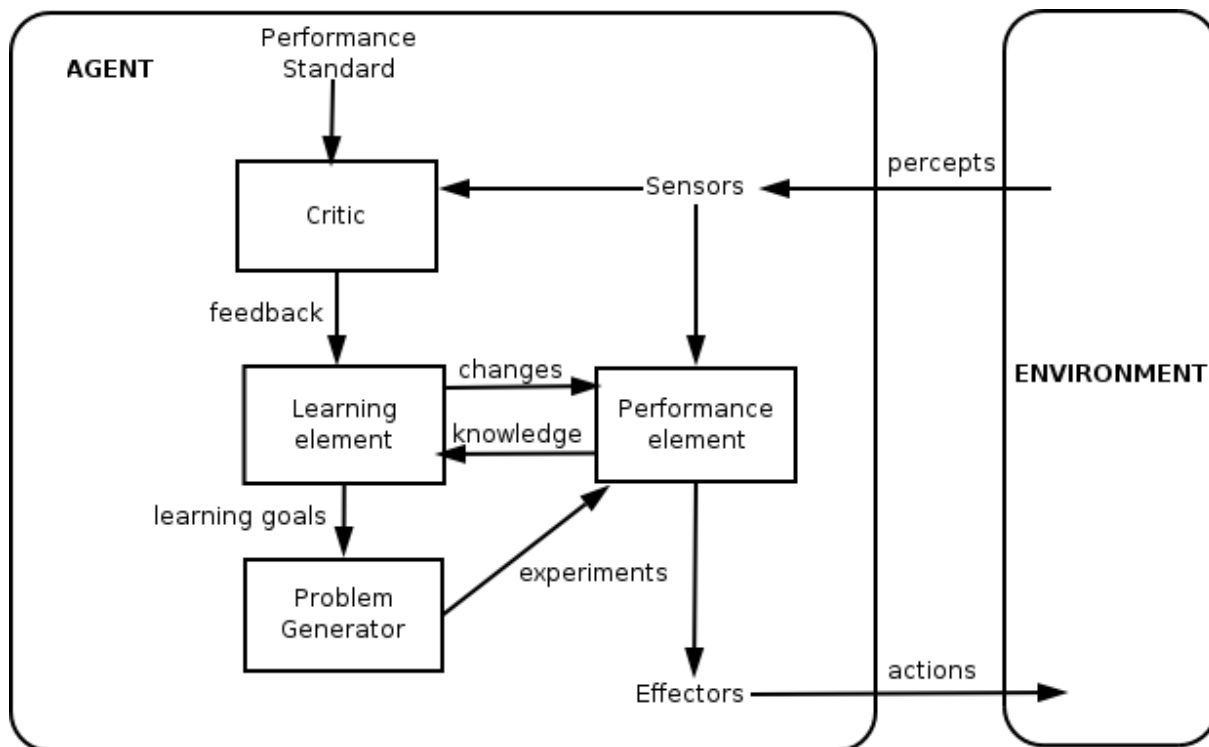 Performance
Standard
AGENT
percepts
Sensors
Critic
feedback
changes
ENVIRONMENT
Learning
element
Performance
element
knowledge
learning goals
experiments
Problem
Generator
actions
Effectors